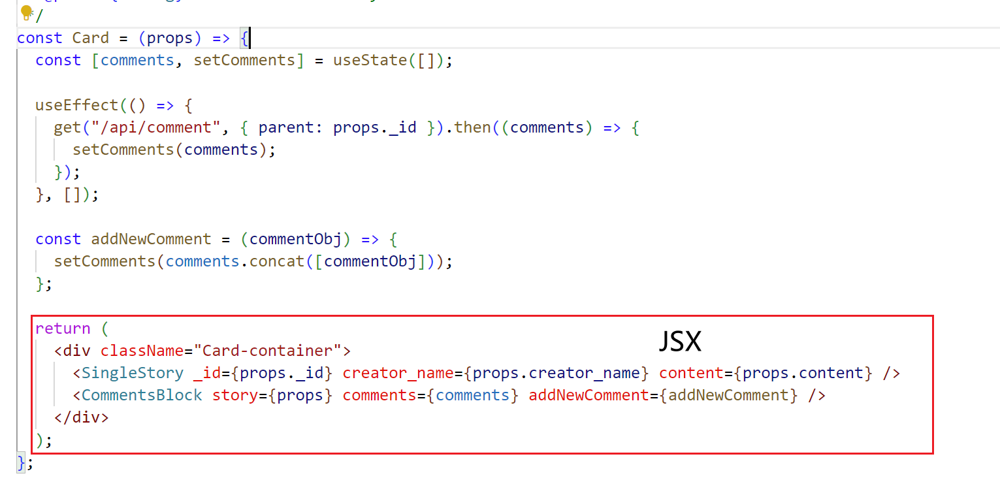 */
const Card = (props) => {
  const [comments, setComments] = useState([]);
  useEffect(() => {
    get("/api/comment", { parent: props._id }).then((comments) => {
      setComments(comments);
    });
  }, []);
  const addNewComment = (commentObj) => {
    setComments(comments.concat([commentObj]));
  };
  return (
JSX
    <div className="Card-container">
      <SingleStory _id={props._id} creator_name={props.creator_name} content={props.content} />
      <CommentsBlock story={props} comments={comments} addNewComment={addNewComment} />
    </div>
  );
};